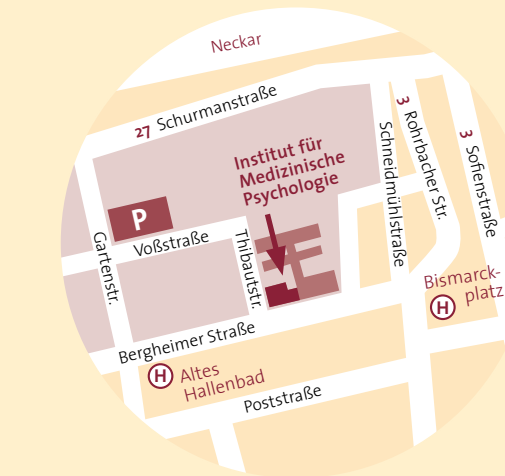 Neckar
27 Schurmanstraße
3 Rohrbacher Str.
3 Sofienstraße
Schneidmühlstraße
Institut für
Medizinische
Psychologie
P
Voßstraße
Gartenstr.
Thibautstr.
Bismarck-
platz
H
Bergheimer Straße
H
Altes
Hallenbad
Poststraße